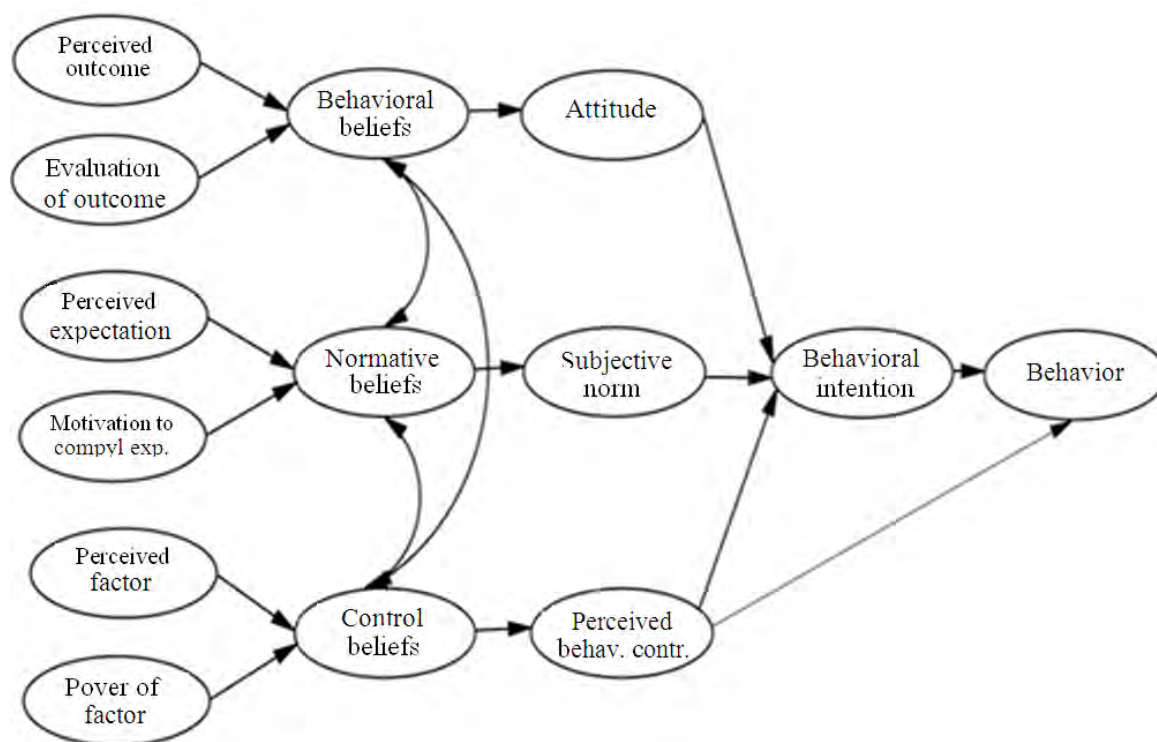 Perceived
outcome
Evaluation
of outcome
Behavioral
beliefs
Attitude
Perceived
expectation
Motivation to
compyl exp.
Normative
beliefs
Subjective
norm
Behavioral
intention
Behavior
Perceived
factor
Pover of
factor
Control
beliefs
Perceived
behav. contr.